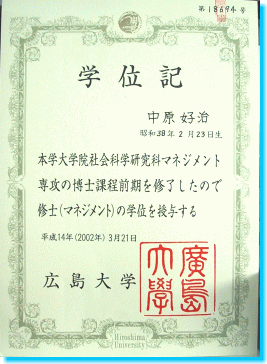 第18694号
学位記
中原好治
昭和38年2月23日生
本学大学院社会科学研究科マネジメント
専攻の博士課程前期を修了したので
修士(マネジメント)の学位を授与する
平成14年(2002年)3月21日
広島大学
廣島大學
Hiroshima
University